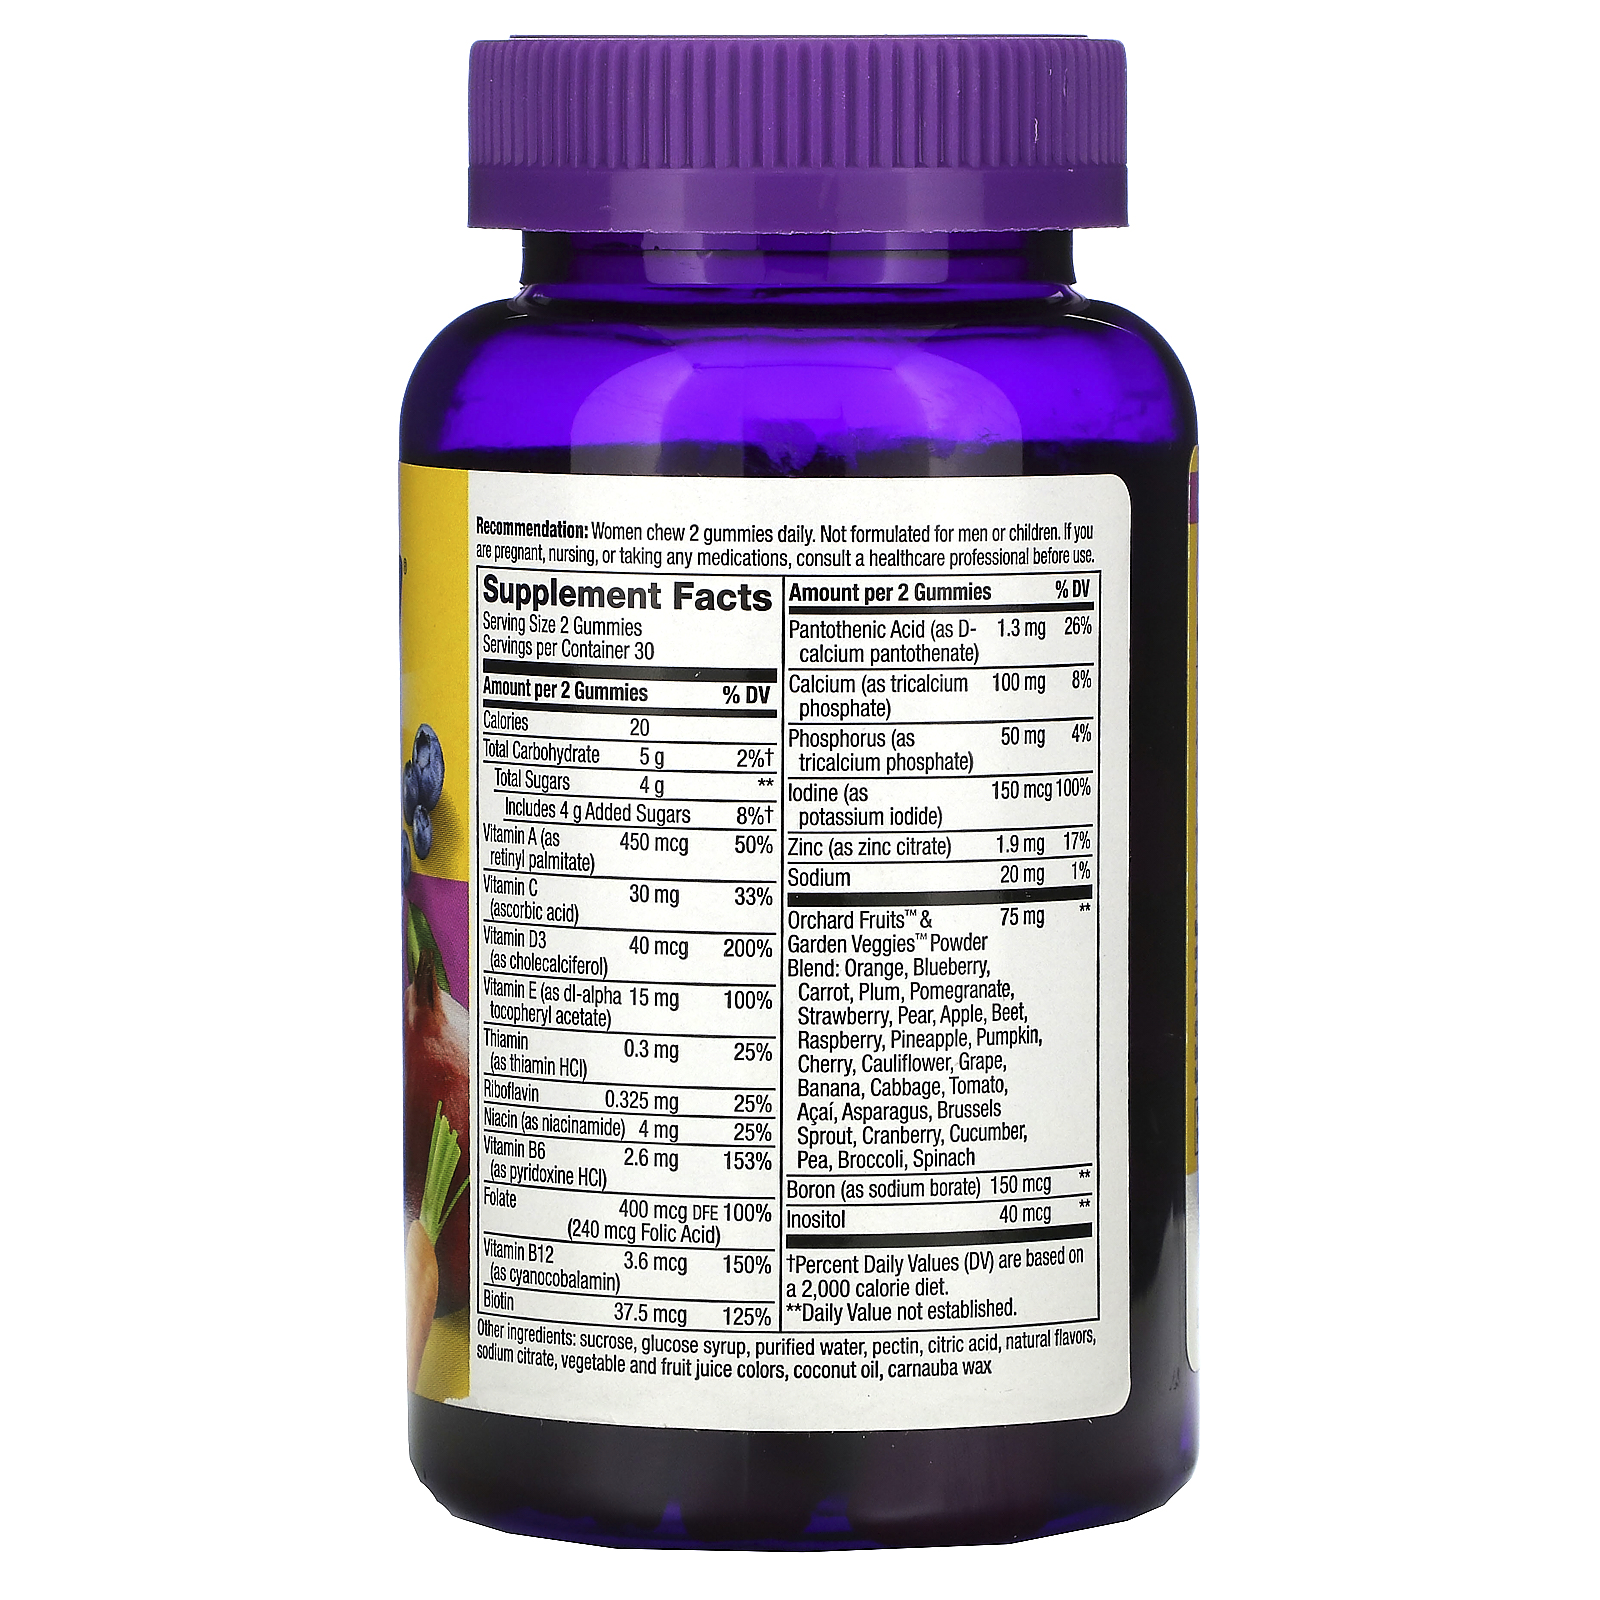 Recommendation: Women chew 2 gummies daily. Not formulated for men or children. If you
are pregnant, nursing, or taking any medications, consult a healthcare professional before use.
Supplement Facts
Serving Size 2 Gummies
Servings per Container 30
Amount per 2 Gummies % DV
Calories 20
Total Carbohydrate 5 g 2%†
Total Sugars 4 g **
Includes 4 g Added Sugars 8%†
Vitamin A (as 450 mcg 50%
retinyl palmitate)
Vitamin C 30 mg 33%
(ascorbic acid)
Vitamin D3 40 mcg 200%
(as cholecalciferol)
Vitamin E (as dl-alpha 15 mg 100%
tocopheryl acetate)
Thiamin 0.3 mg 25%
(as thiamin HCl)
Riboflavin 0.325 mg 25%
Niacin (as niacinamide) 4 mg 25%
Vitamin B6 2.6 mg 153%
(as pyridoxine HCl)
Folate 400 mcg DFE 100%
(240 mcg Folic Acid)
Vitamin B12 3.6 mcg 150%
(as cyanocobalamin)
Biotin 37.5 mcg 125%
Amount per 2 Gummies % DV
Pantothenic Acid (as D- 1.3 mg 26%
calcium pantothenate)
Calcium (as tricalcium 100 mg 8%
phosphate)
Phosphorus (as 50 mg 4%
tricalcium phosphate)
Iodine (as 150 mcg 100%
potassium iodide)
Zinc (as zinc citrate) 1.9 mg 17%
Sodium 20 mg 1%
Orchard Fruits™ & 75 mg **
Garden Veggies™ Powder
Blend: Orange, Blueberry,
Carrot, Plum, Pomegranate,
Strawberry, Pear, Apple, Beet,
Raspberry, Pineapple, Pumpkin,
Cherry, Cauliflower, Grape,
Banana, Cabbage, Tomato,
Açaí, Asparagus, Brussels
Sprout, Cranberry, Cucumber,
Pea, Broccoli, Spinach
Boron (as sodium borate) 150 mcg **
Inositol 40 mcg **
†Percent Daily Values (DV) are based on
a 2,000 calorie diet.
**Daily Value not established.
Other ingredients: sucrose, glucose syrup, purified water, pectin, citric acid, natural flavors,
sodium citrate, vegetable and fruit juice colors, coconut oil, carnauba wax